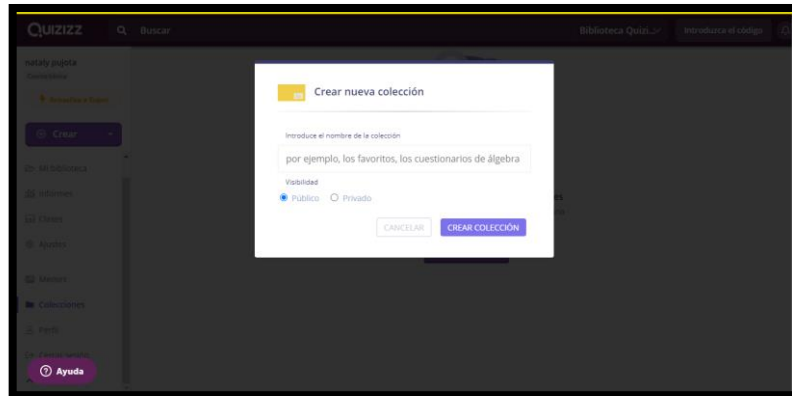 QUIZIZZ
Buscar
Biblioteca Quizi...
Introduzca el código
nataly pujota
Crear
Mi biblioteca
Informes
Clases
Ajustes
Memes
Colecciones
Perfil
Cerrar sesión
Ayuda
Crear nueva colección
Introduce el nombre de la colección
por ejemplo, los favoritos, los cuestionarios de álgebra
Visibilidad
Público
Privado
CANCELAR
CREAR COLECCIÓN